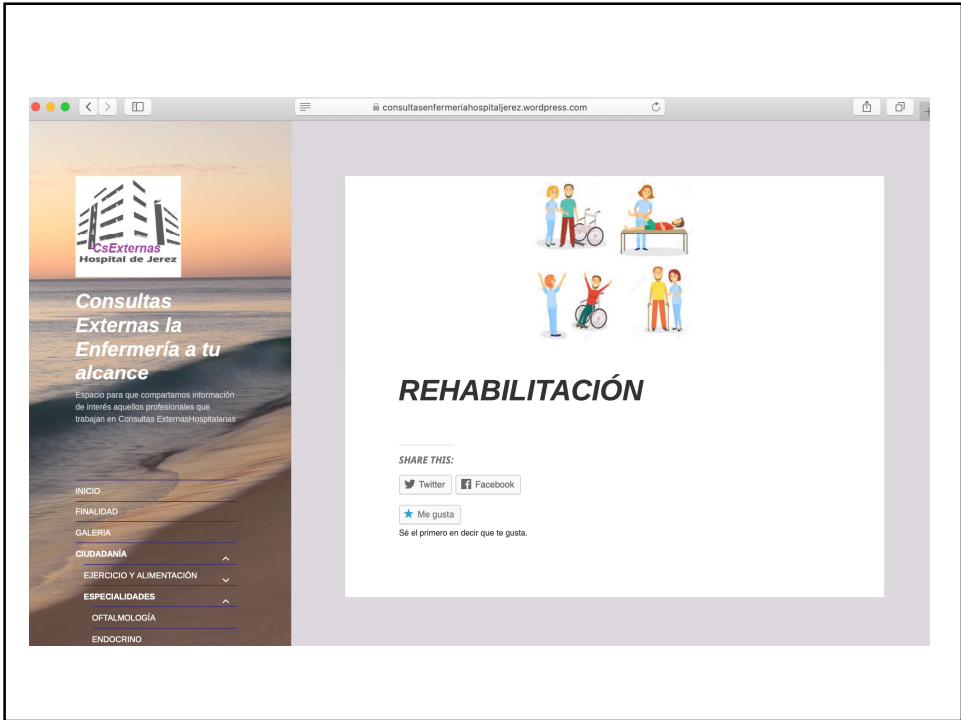 consultasenfermeriahospitaljerez.wordpress.com
CsExternas
Hospital de Jerez
Consultas
Externas la
Enfermería a tu
alcance
Espacio para que compartamos información
de interés aquellos profesionales que
trabajan en Consultas ExternasHospitalarias
INICIO
FINALIDAD
GALERIA
CIUDADANÍA
EJERCICIO Y ALIMENTACIÓN
ESPECIALIDADES
OFTALMOLOGÍA
ENDOCRINO
REHABILITACIÓN
SHARE THIS:
Twitter Facebook
Me gusta
Sé el primero en decir que te gusta.